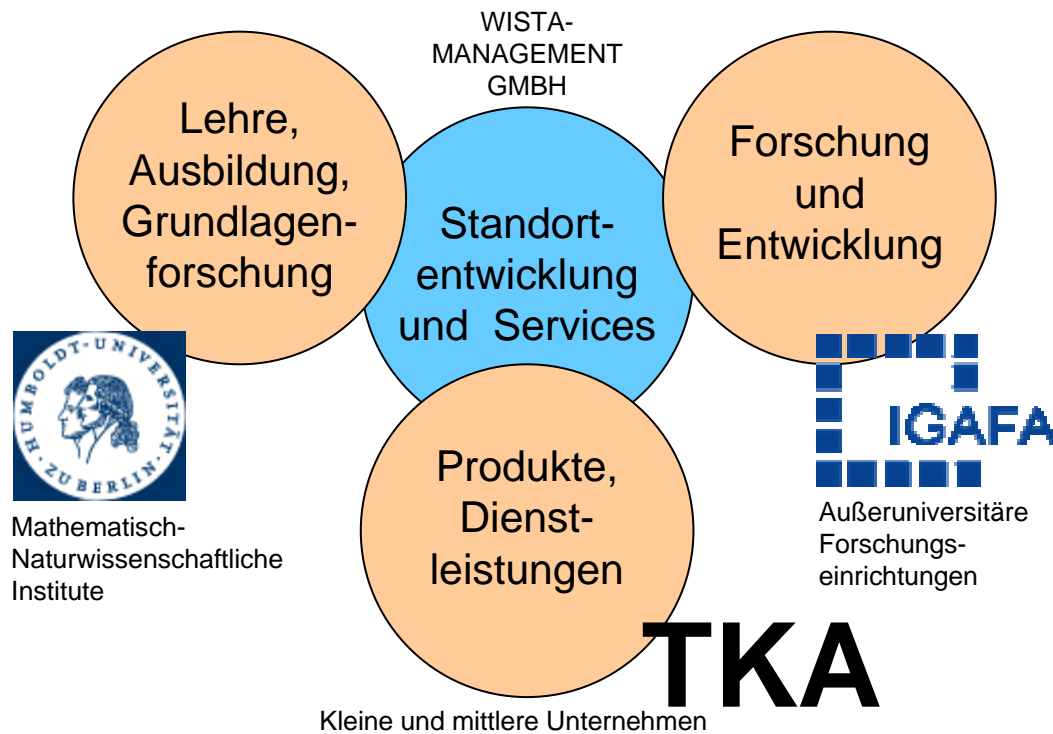 WISTA-
MANAGEMENT
GMBH
Lehre,
Ausbildung,
Grundlagen-
forschung
Standort-
entwicklung
und  Services
Forschung
und
Entwicklung
HUMBOLDT-UNIVERSITÄT
ZU BERLIN
Mathematisch-
Naturwissenschaftliche
Institute
Produkte,
Dienst-
leistungen
IGAFA
Außeruniversitäre
Forschungs-
einrichtungen
TKA
Kleine und mittlere Unternehmen